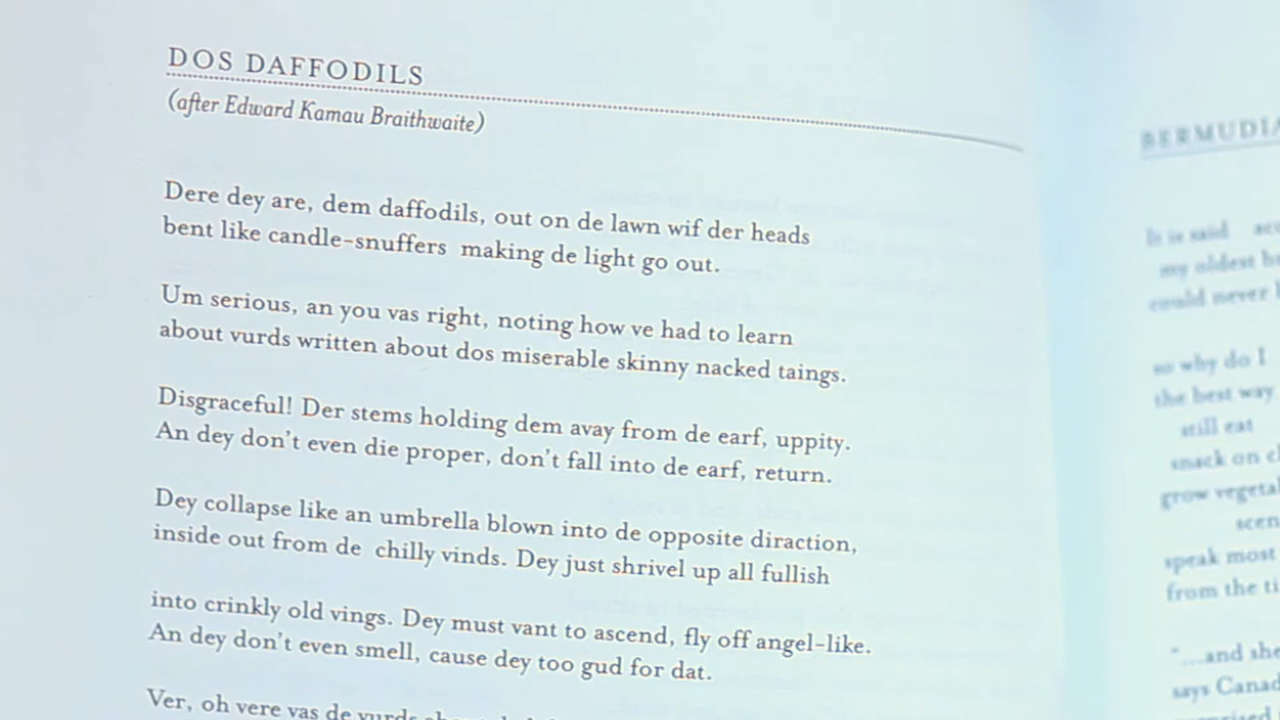 DOS DAFFODILS
(after Edward Kamau Braithwaite)
Dere dey are, dem daffodils, out on de lawn wif der heads
bent like candle-snuffers making de light go out.
Um serious, an you vas right, noting how ve had to learn
about vurds written about dos miserable skinny nacked taings.
Disgraceful! Der stems holding dem avay from de earf, uppity.
An dey don't even die proper, don't fall into de earf, return.
Dey collapse like an umbrella blown into de opposite diraction,
inside out from de chilly vinds. Dey just shrivel up all fullish
into crinkly old vings. Dey must vant to ascend, fly off angel-like.
An dey don't even smell, cause dey too gud for dat.
Ver, oh vere vas de vurds
BERMUDIA
It is said
my oldest
could never
so why do I
the best way
still eat
snack on
grow
speak most
from the
"...and she
says